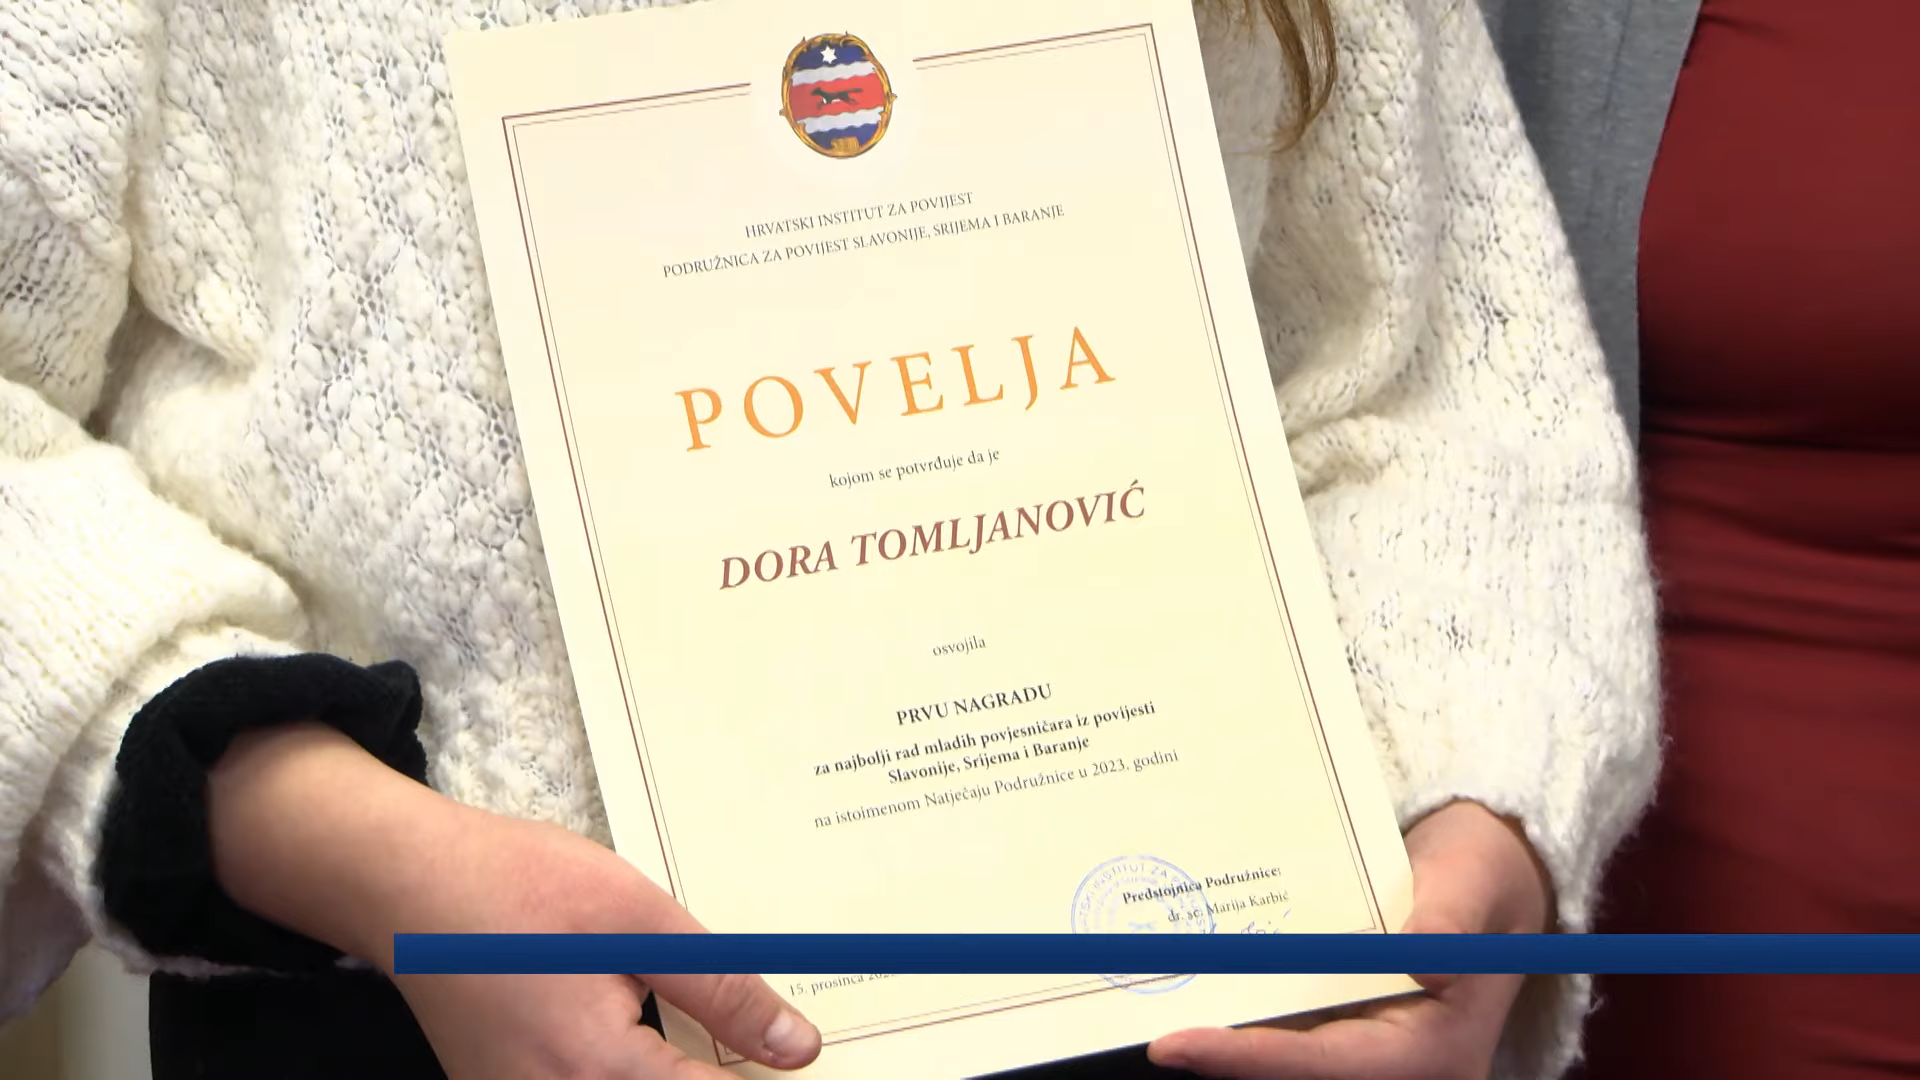 HRVATSKI INSTITUT ZA POVIJEST
PODRUŽNICA ZA POVIJEST SLAVONIJE, SRIJEMA I BARANJE
POVELJA
kojom se potvrđuje da je
DORA TOMLJANOVIĆ
osvojila
PRVU NAGRADU
za najbolji rad mladih povjesničara iz povijesti
Slavonije, Srijema i Baranje
na istoimenom Natječaju Podružnice u 2023. godini
Predstojnica Podružnice:
dr. sc. Marija Karbić
15. prosinca